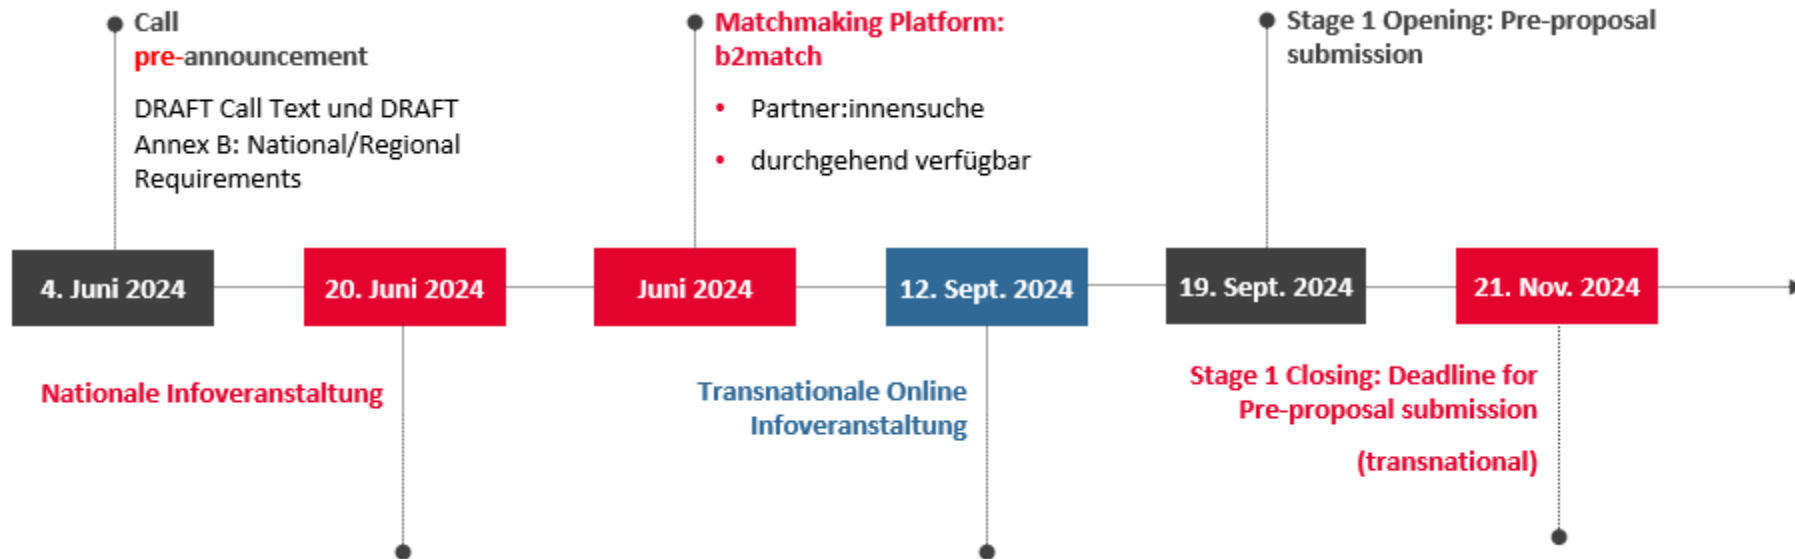 Call
pre-announcement
DRAFT Call Text und DRAFT
Annex B: National/Regional
Requirements
Matchmaking Platform:
b2match
• Partner:innensuche
• durchgehend verfügbar
Stage 1 Opening: Pre-proposal
submission
4. Juni 2024
20. Juni 2024
Juni 2024
12. Sept. 2024
19. Sept. 2024
21. Nov. 2024
Nationale Infoveranstaltung
Transnationale Online
Infoveranstaltung
Stage 1 Closing: Deadline for
Pre-proposal submission
(transnational)